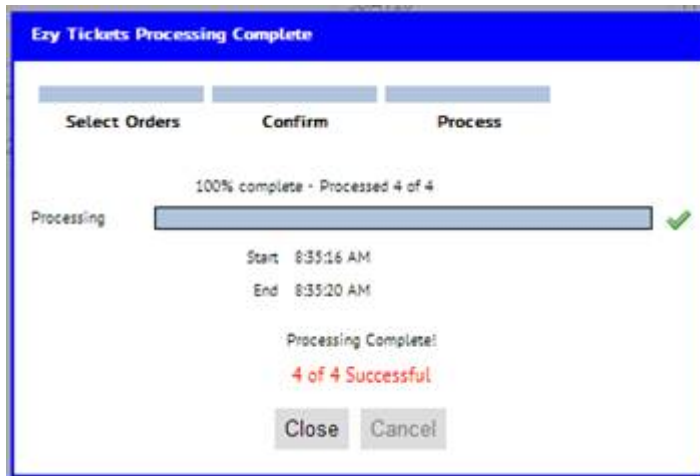 Ezy Tickets Processing Complete
Select Orders Confirm Process
100% complete - Processed 4 of 4
Processing
Start 8:35:16 AM
End 8:35:20 AM
Processing Complete!
4 of 4 Successful
Close Cancel